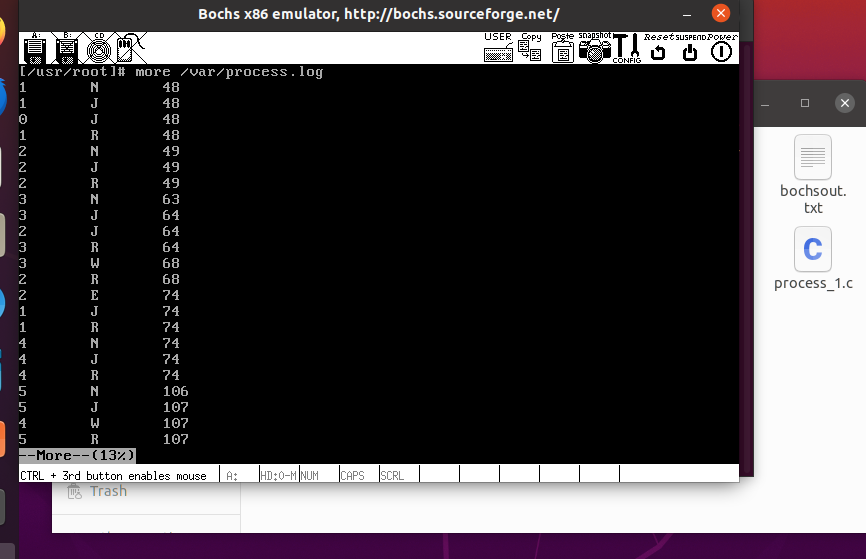 Bochs x86 emulator, http://bochs.sourceforge.net/
A: B: CD USER Copy Paste snapshot CONFIG Reset SUSPEND Power
[/usr/root]# more /var/process.log
1 N 48
1 J 48
0 J 48
1 R 48
2 N 49
2 J 49
2 R 49
3 N 63
3 J 64
2 J 64
3 R 64
3 W 68
2 R 68
2 E 74
1 J 74
1 R 74
4 N 74
4 J 74
4 R 74
5 N 106
5 J 107
4 W 107
5 R 107
--More--(13%)
CTRL + 3rd button enables mouse A: HD:0-M NUM CAPS SCRL
bochsout.
txt
C
process_1.c
Trash